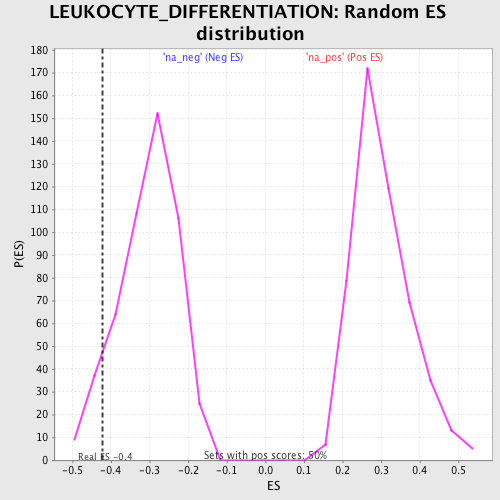 LEUKOCYTE_DIFFERENTIATION: Random ES
distribution
'na_neg' (Neg ES)
'na_pos' (Pos ES)
P(ES)
180
170
160
150
140
130
120
110
100
90
80
70
60
50
40
30
20
10
0
Real ES -0.4
Sets with pos scores: 50%
-0.5 -0.4 -0.3 -0.2 -0.1 0.0 0.1 0.2 0.3 0.4 0.5
ES